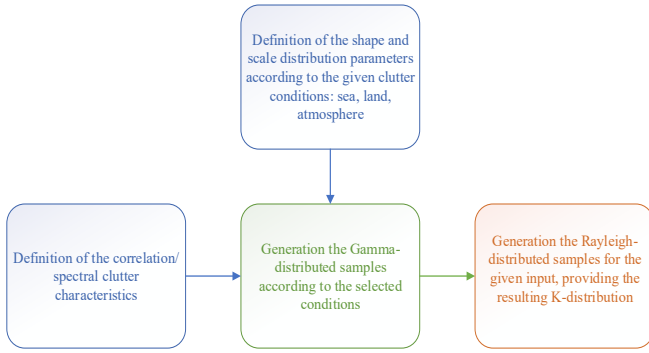 Definition of the shape and
scale distribution parameters
according to the given clutter
conditions: sea, land,
atmosphere
Definition of the correlation/
spectral clutter
characteristics
Generation the Gamma-
distributed samples
according to the selected
conditions
Generation the Rayleigh-
distributed samples for the
given input, providing the
resulting K-distribution